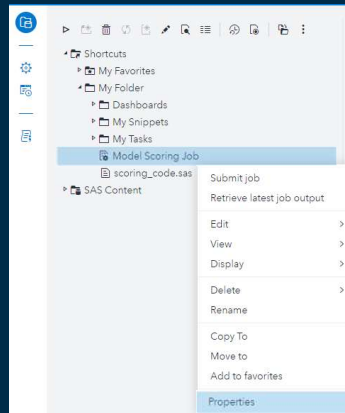 Shortcuts
My Favorites
My Folder
Dashboards
My Snippets
My Tasks
Model Scoring Job
scoring_code.sas
SAS Content
Submit job
Retrieve latest job output
Edit
View
Display
Delete
Rename
Copy To
Move to
Add to favorites
Properties